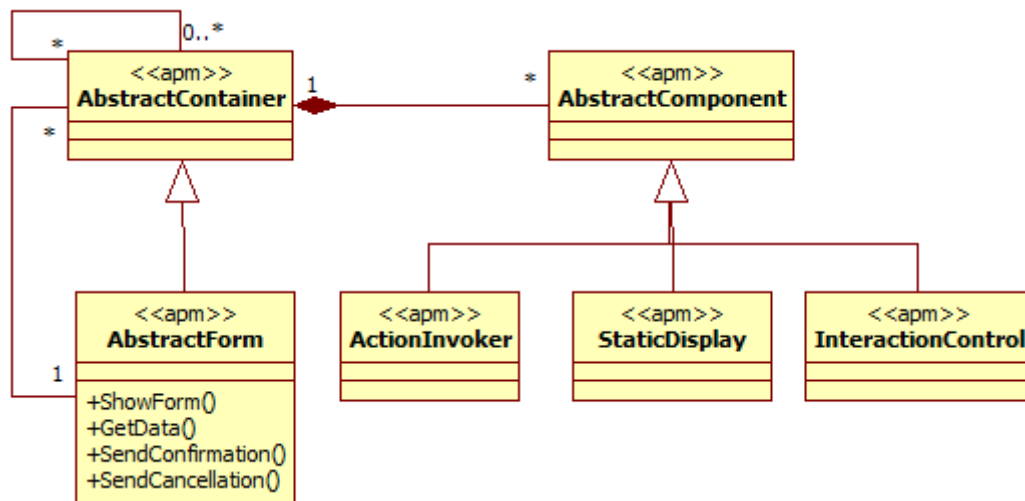 0..*
*
<<apm>>
AbstractContainer
1
*
<<apm>>
AbstractComponent
*
<<apm>>
AbstractForm
1
+ShowForm()
+GetData()
+SendConfirmation()
+SendCancellation()
<<apm>>
ActionInvoker
<<apm>>
StaticDisplay
<<apm>>
InteractionControl